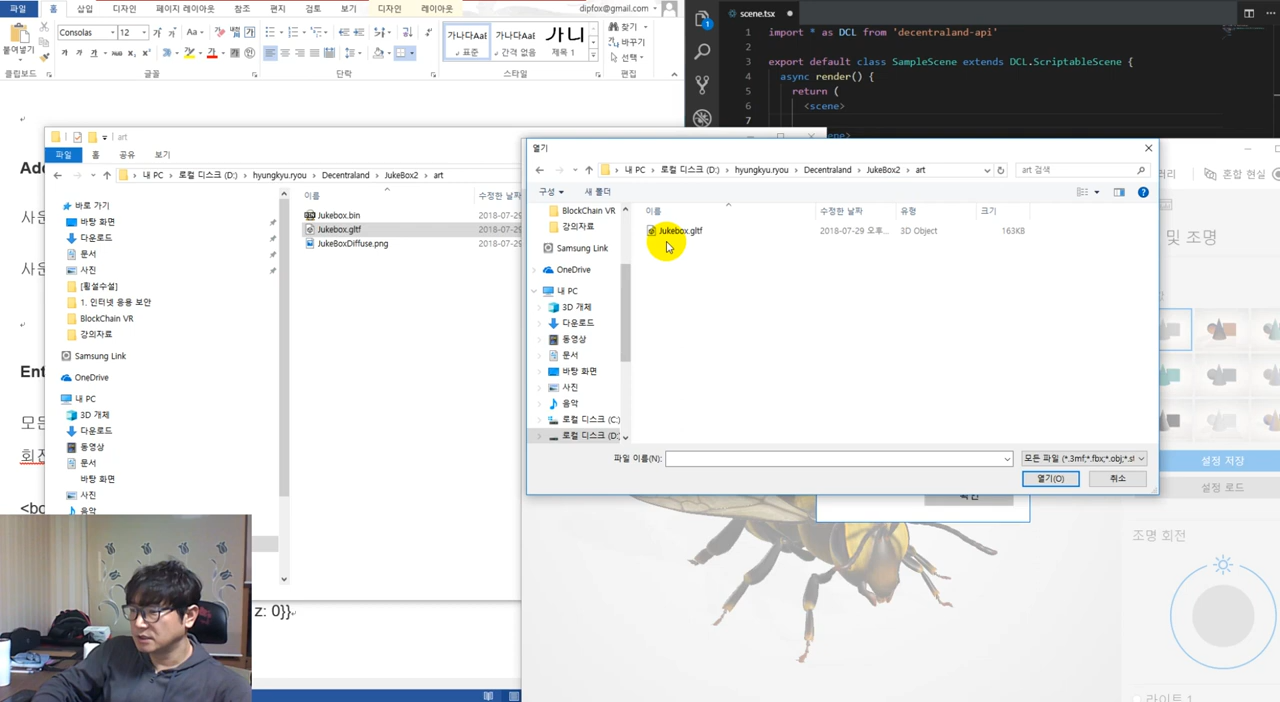 파일 홈 삽입 디자인 페이지 레이아웃 참조 편지 검토 보기 디자인 레이아웃 dipfox@gmail.com
Consolas 12 Aa
가나다AaE 가나다AaE 가나
표준 간격 없음 제목 1
찾기
바꾸기
선택
붙여넣기
클립보드 글꼴 단락 스타일 편집
scene.tsx
1 import * as DCL from 'decentraland-api'
2
3 export default class SampleScene extends DCL.ScriptableScene {
4 async render() {
5 return (
6 <scene>
7
사운
사운
모든
회전
z: 0}}
art
파일 홈 공유 보기
내 PC › 로컬 디스크 (D:) › hyungkyu.ryou › Decentraland › JukeBox2 › art
이름 수정한 날짜
바로 가기
바탕 화면
다운로드
문서
사진
[횡설수설]
1. 인터넷 응용 보안
BlockChain VR
강의자료
Samsung Link
OneDrive
내 PC
3D 개체
다운로드
동영상
문서
바탕 화면
사진
음악
Jukebox.bin 2018-07-29
Jukebox.gltf 2018-07-29
JukeBoxDiffuse.png 2018-07-29
열기
내 PC › 로컬 디스크 (D:) › hyungkyu.ryou › Decentraland › JukeBox2 › art
art 검색
구성 새 폴더
이름 수정한 날짜 유형 크기
Jukebox.gltf 2018-07-29 오후... 3D Object 163KB
BlockChain VR
강의자료
Samsung Link
OneDrive
내 PC
3D 개체
다운로드
동영상
문서
바탕 화면
사진
음악
로컬 디스크 (C:)
로컬 디스크 (D:)
파일 이름(N):
모든 파일 (*.3mf;*.fbx;*.obj;*.st
열기(O) 취소
확인
혼합 현실
및 조명
설정 저장
설정 로드
조명 회전
라이트 1